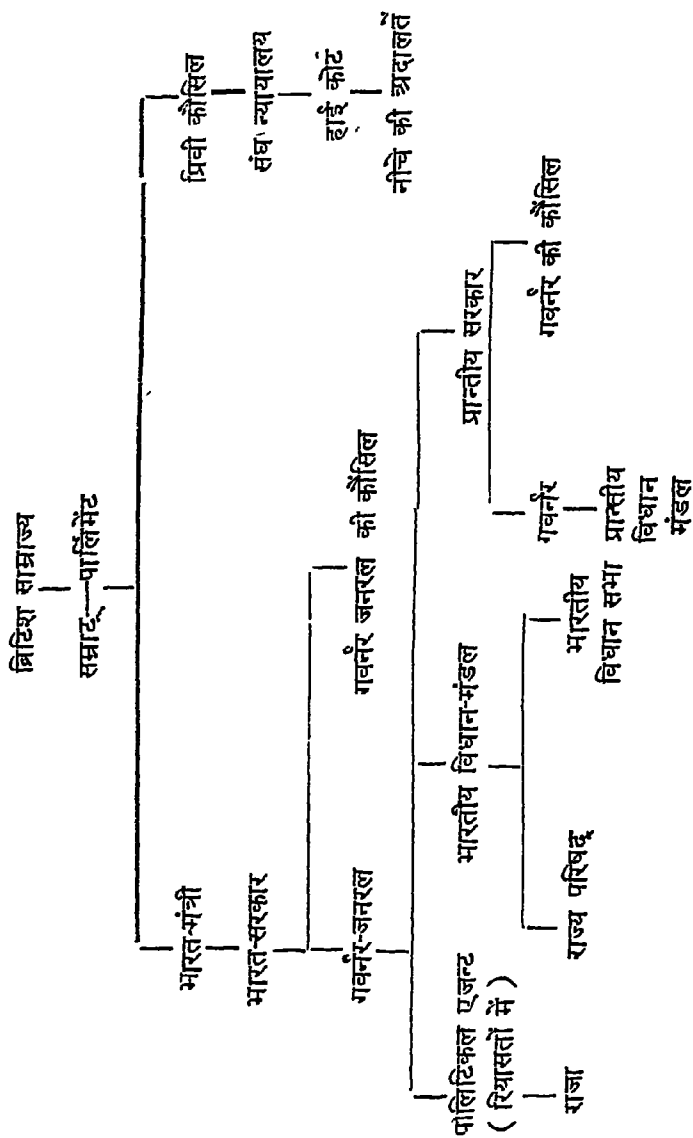 ब्रिटिश साम्राज्य
सम्राट्—पार्लिमेंट
भारत-मंत्री
प्रिवी कौंसिल
भारत-सरकार
संघ न्यायालय
हाई कोर्ट
नीचे की अदालतें
गवर्नर-जनरल
गवर्नर जनरल की कौंसिल
पोलिटिकल एजन्ट
( रियासतों में )
राजा
भारतीय विधान-मंडल
प्रान्तीय सरकार
राज्य परिषद्
भारतीय
विधान सभा
गवर्नर
गवर्नर की कौंसिल
प्रान्तीय
विधान
मंडल